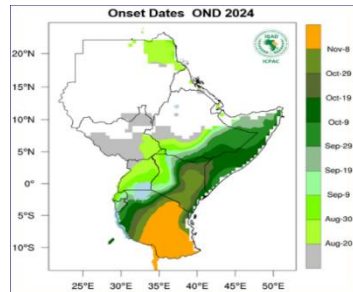 Onset Dates OND 2024
IGAD
ICPAC
20°N
15°N
10°N
5°N
0°
5°S
10°S
25°E 30°E 35°E 40°E 45°E 50°E
Nov-8
Oct-29
Oct-19
Oct-9
Sep-29
Sep-19
Sep-9
Aug-30
Aug-20